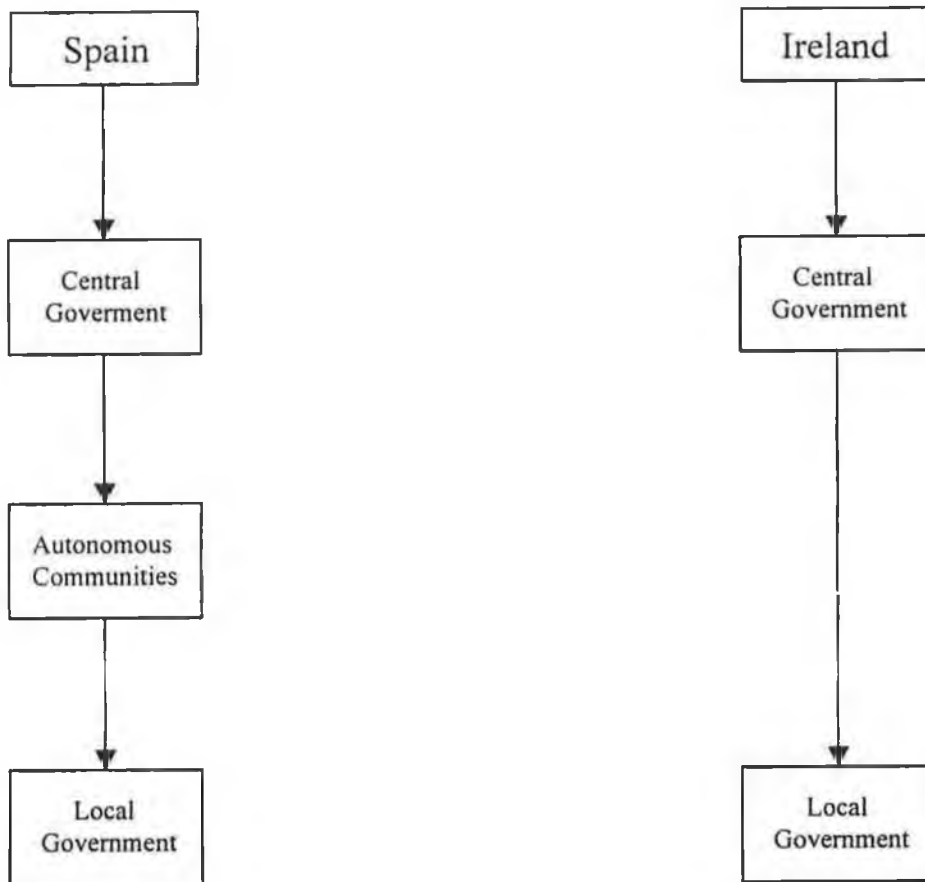 Spain
Central
Goverment
Autonomous
Communities
Local
Government
Ireland
Central
Government
Local
Government